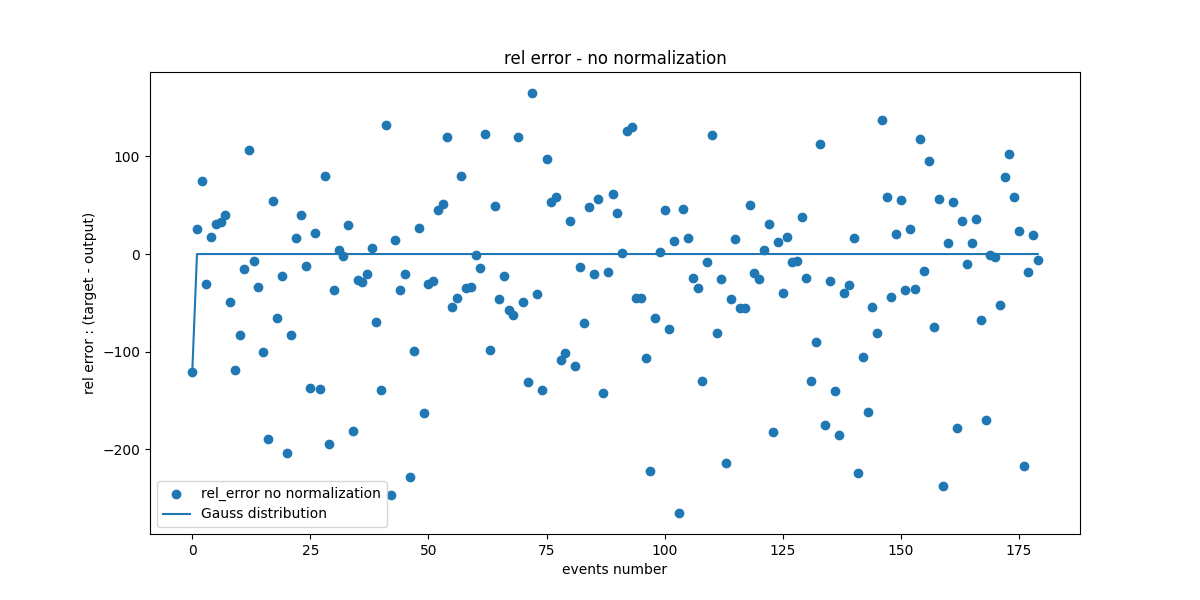 rel error - no normalization
rel error : (target - output)
100
0
−100
−200
rel_error no normalization
Gauss distribution
0 25 50 75 100 125 150 175
events number